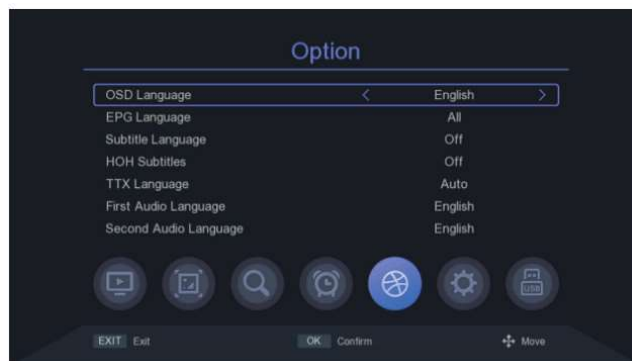 Option
OSD Language < English >
EPG Language All
Subtitle Language Off
HOH Subtitles Off
TTX Language Auto
First Audio Language English
Second Audio Language English
USB
EXIT Exit OK Confirm Move